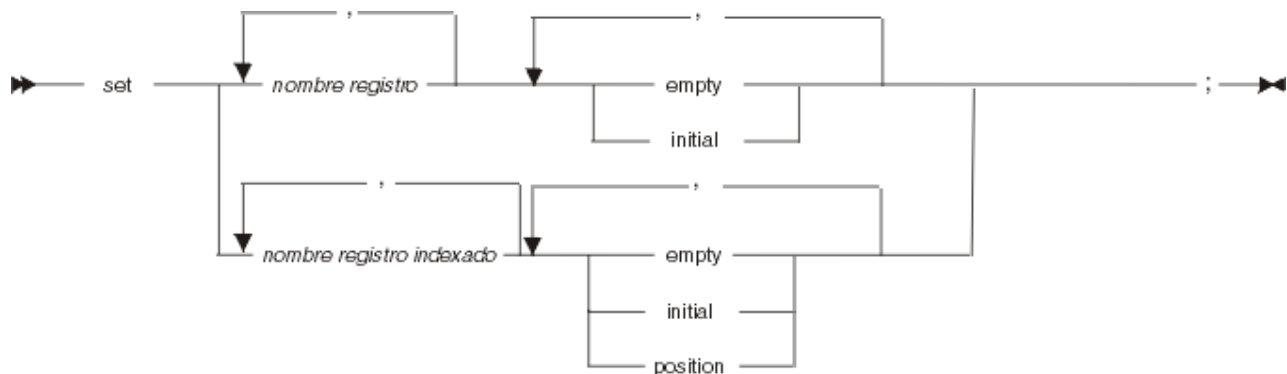 , ,
set nombre registro empty ;
initial
, ,
nombre registro indexado empty
initial
position